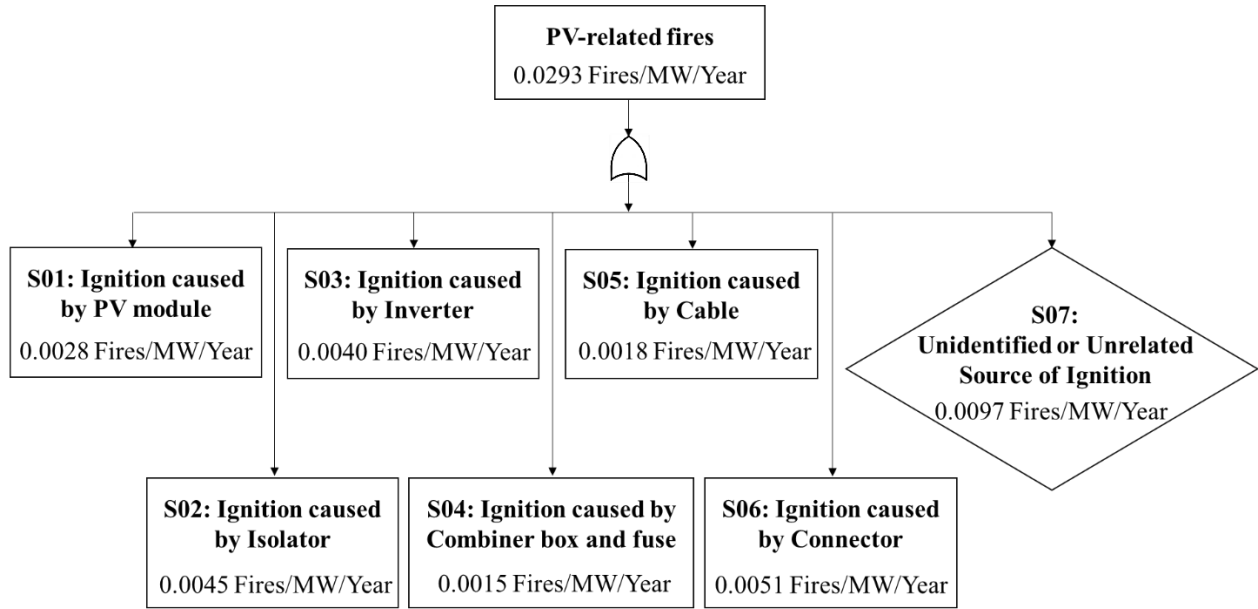 PV-related fires
0.0293 Fires/MW/Year
S01: Ignition caused
by PV module
0.0028 Fires/MW/Year
S03: Ignition caused
by Inverter
0.0040 Fires/MW/Year
S05: Ignition
caused by Cable
0.0018 Fires/MW/Year
S07:
Unidentified or Unrelated
Source of Ignition
0.0097 Fires/MW/Year
S02: Ignition caused
by Isolator
0.0045 Fires/MW/Year
S04: Ignition caused by
Combiner box and fuse
0.0015 Fires/MW/Year
S06: Ignition caused
by Connector
0.0051 Fires/MW/Year